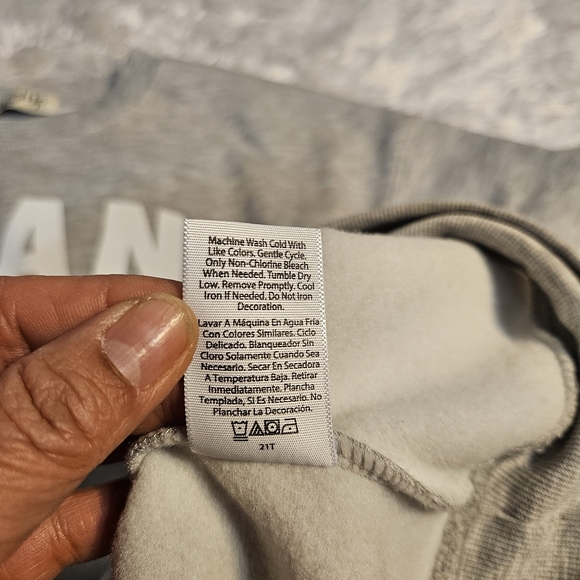 AN
Machine Wash Cold With
Like Colors. Gentle Cycle.
Only Non-Chlorine Bleach
When Needed. Tumble Dry
Low. Remove Promptly. Cool
Iron If Needed. Do Not Iron
Decoration.
Lavar A Máquina En Agua Fría
Con Colores Similares. Ciclo
Delicado. Blanqueador Sin
Cloro Solamente Cuando Sea
Necesario. Secar En Secadora
A Temperatura Baja. Retirar
Inmediatamente. Plancha
Templada, Si Es Necesario. No
Planchar La Decoración.
21T